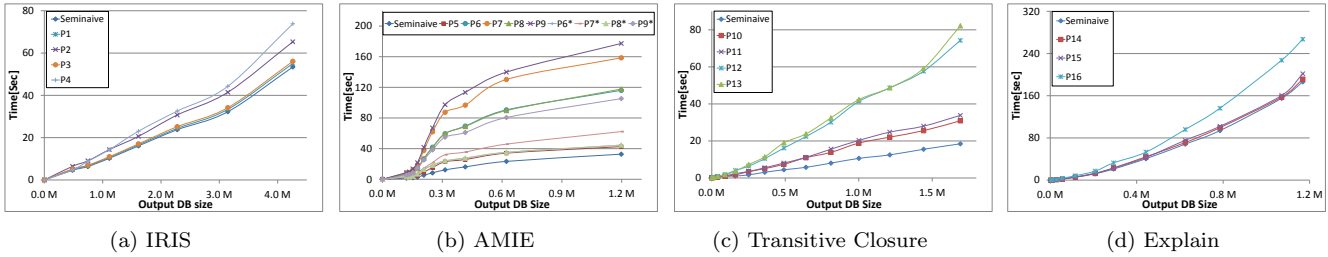 80
60
40
20
0
Time[Sec]
Seminaive
P1
P2
P3
P4
0.0 M
1.0 M
2.0 M
3.0 M
4.0 M
Output DB size
(a) IRIS
200
160
120
80
40
0
Time[Sec]
Seminaive P5 P6 P7 P8 P9 P6* P7* P8* P9*
0.0 M
0.3 M
0.6 M
0.9 M
1.2 M
Output DB Size
(b) AMIE
80
60
40
20
0
Time[Sec]
Seminaive
P10
P11
P12
P13
0.0 M
0.5 M
1.0 M
1.5 M
Output DB Size
(c) Transitive Closure
320
240
160
80
0
Time[sec]
Seminaive
P14
P15
P16
0.0 M
0.4 M
0.8 M
1.2 M
Output DB Size
(d) Explain